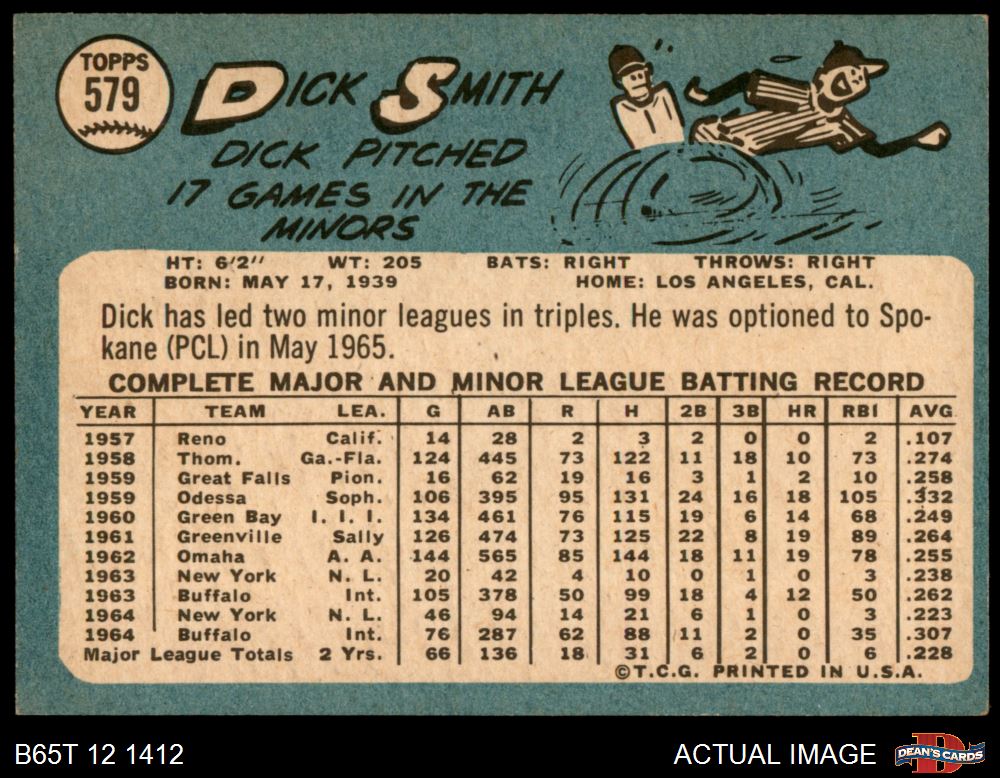 TOPPS
579
DICK SMITH
DICK PITCHED
17 GAMES IN THE
MINORS
HT: 6'2'' WT: 205 BATS: RIGHT THROWS: RIGHT
BORN: MAY 17, 1939 HOME: LOS ANGELES, CAL.
Dick has led two minor leagues in triples. He was optioned to Spo-
kane (PCL) in May 1965.
COMPLETE MAJOR AND MINOR LEAGUE BATTING RECORD
YEAR TEAM LEA. G AB R H 2B 3B HR RBI AVG
1957 Reno Calif. 14 28 2 3 2 0 0 2 .107
1958 Thom. Ga.-Fla. 124 445 73 122 11 18 10 73 .274
1959 Great Falls Pion. 16 62 19 16 3 1 2 10 .258
1959 Odessa Soph. 106 395 95 131 24 16 18 105 .332
1960 Green Bay I. I. I. 134 461 76 115 19 6 14 68 .249
1961 Greenville Sally 126 474 73 125 22 8 19 89 .264
1962 Omaha A. A. 144 565 85 144 18 11 19 78 .255
1963 New York N. L. 20 42 4 10 0 1 0 3 .238
1963 Buffalo Int. 105 378 50 99 18 4 12 50 .262
1964 New York N. L. 46 94 14 21 6 1 0 3 .223
1964 Buffalo Int. 76 287 62 88 11 2 0 35 .307
Major League Totals 2 Yrs. 66 136 18 31 6 2 0 6 .228
©T.C.G. PRINTED IN U.S.A.
B65T 12 1412 ACTUAL IMAGE DEAN'S CARDS